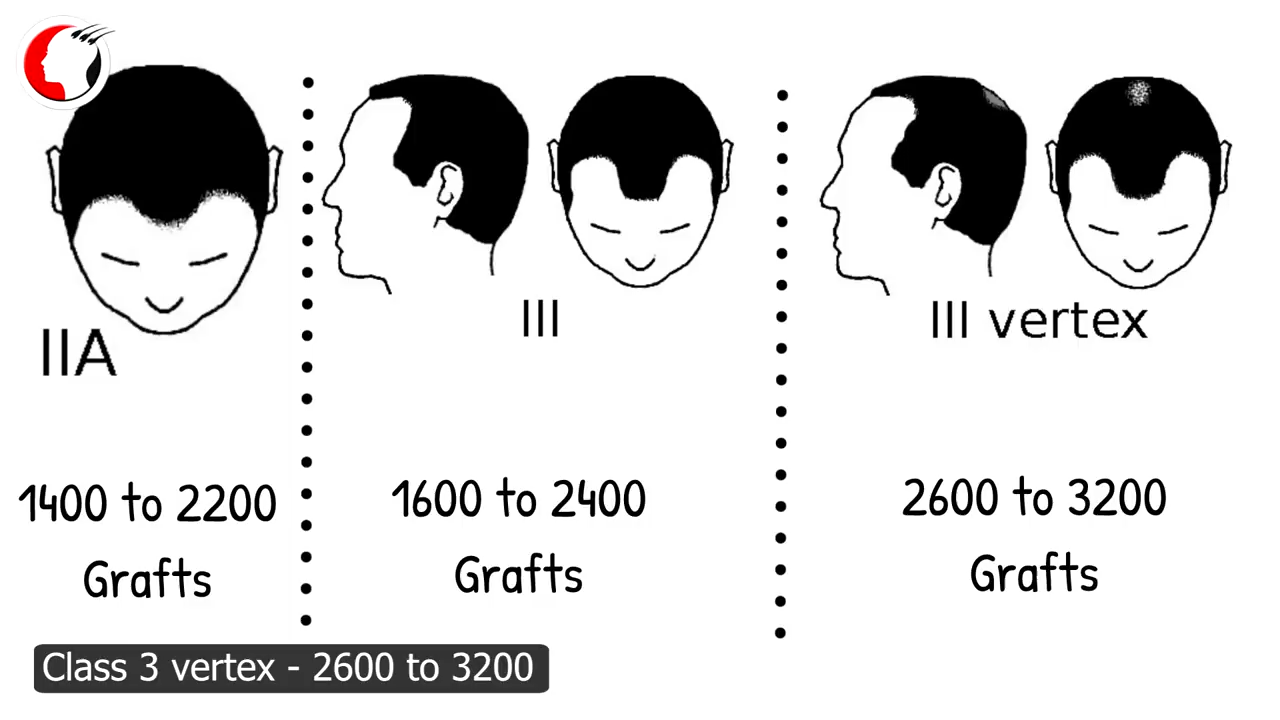 IIA
1400 to 2200
Grafts
III
1600 to 2400
Grafts
III vertex
2600 to 3200
Grafts
Class 3 vertex - 2600 to 3200